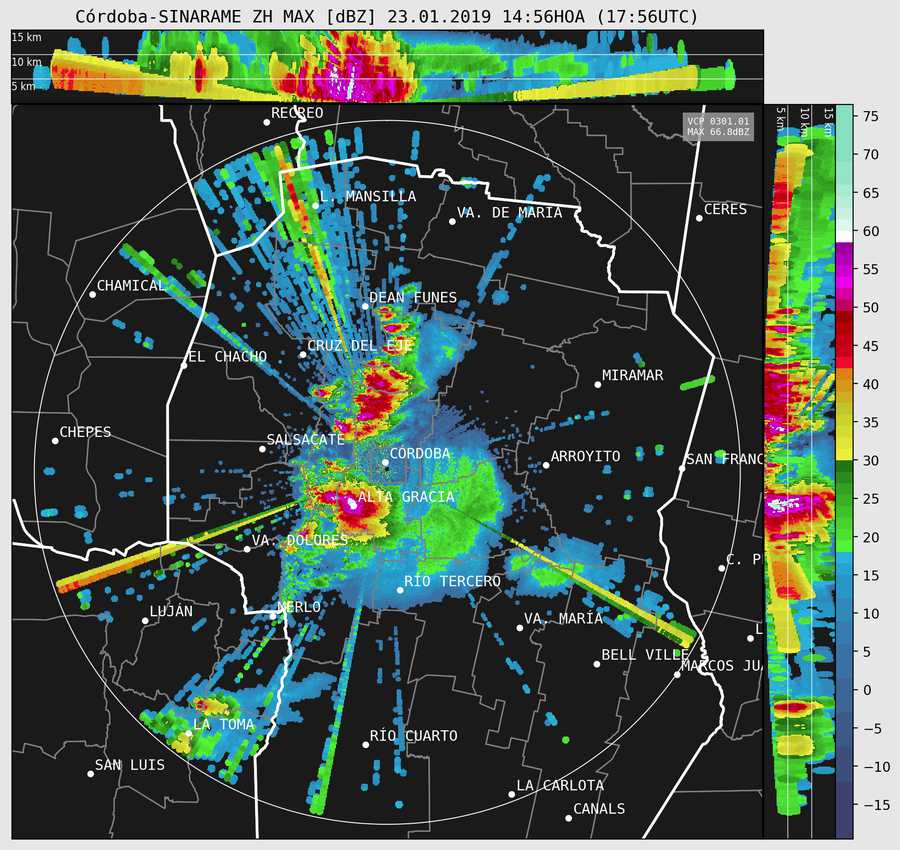 Córdoba-SINARAME ZH MAX [dBZ] 23.01.2019 14:56HOA (17:56UTC)
15 km
10 km
5 km
VCP 0301.01
MAX 66.8dBZ
5 km
10 km
15 km
RECREO
L. MANSILLA
VA. DE MARIA
CERES
CHAMICAL
DEAN FUNES
EL CHACHO
CRUZ DEL EJE
MIRAMAR
CHEPES
SALSACATE
CÓRDOBA
ARROYITO
SAN FRANC
ALTA GRACIA
VA. DOLORES
C. P
RÍO TERCERO
LUJÁN
MERLO
VA. MARÍA
L
BELL VILLE
MARCOS JU
LA TOMA
RÍO CUARTO
SAN LUIS
LA CARLOTA
CANALS
75
70
65
60
55
50
45
40
35
30
25
20
15
10
5
0
−5
−10
−15